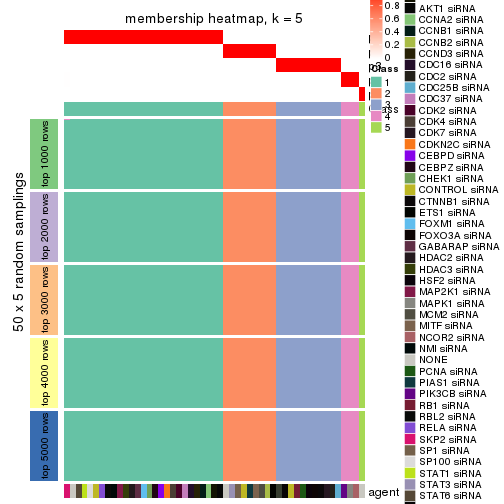 membership heatmap, k = 5
50 x 5 random samplings
top 1000 rows
top 2000 rows
top 3000 rows
top 4000 rows
top 5000 rows
agent
0.8
0.6
0.4
0.2
0
Class
1
2
3
4
5
AKT1 siRNA
CCNA2 siRNA
CCNB1 siRNA
CCNB2 siRNA
CCND3 siRNA
CDC16 siRNA
CDC2 siRNA
CDC25B siRNA
CDC37 siRNA
CDK2 siRNA
CDK4 siRNA
CDK7 siRNA
CDKN2C siRNA
CEBPD siRNA
CEBPZ siRNA
CHEK1 siRNA
CONTROL siRNA
CTNNB1 siRNA
ETS1 siRNA
FOXM1 siRNA
FOXO3A siRNA
GABARAP siRNA
HDAC2 siRNA
HDAC3 siRNA
HSF2 siRNA
MAP2K1 siRNA
MAPK1 siRNA
MCM2 siRNA
MITF siRNA
NCOR2 siRNA
NMI siRNA
NONE
PCNA siRNA
PIAS1 siRNA
PIK3CB siRNA
RB1 siRNA
RBL2 siRNA
RELA siRNA
SKP2 siRNA
SP1 siRNA
SP100 siRNA
STAT1 siRNA
STAT3 siRNA
STAT6 siRNA